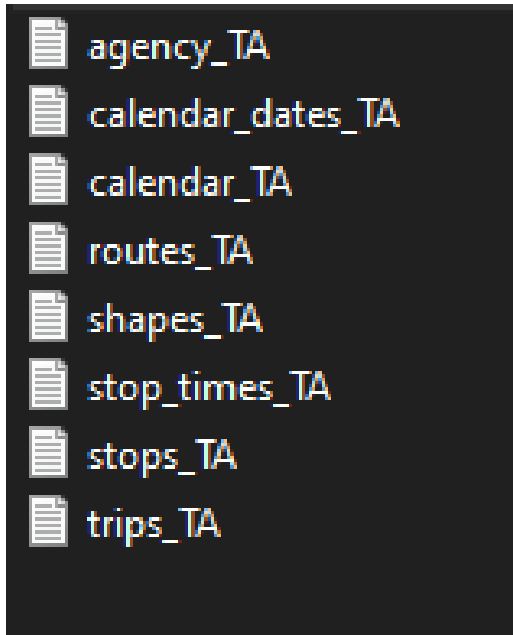 agency_TA
calendar_dates_TA
calendar_TA
routes_TA
shapes_TA
stop_times_TA
stops_TA
trips_TA